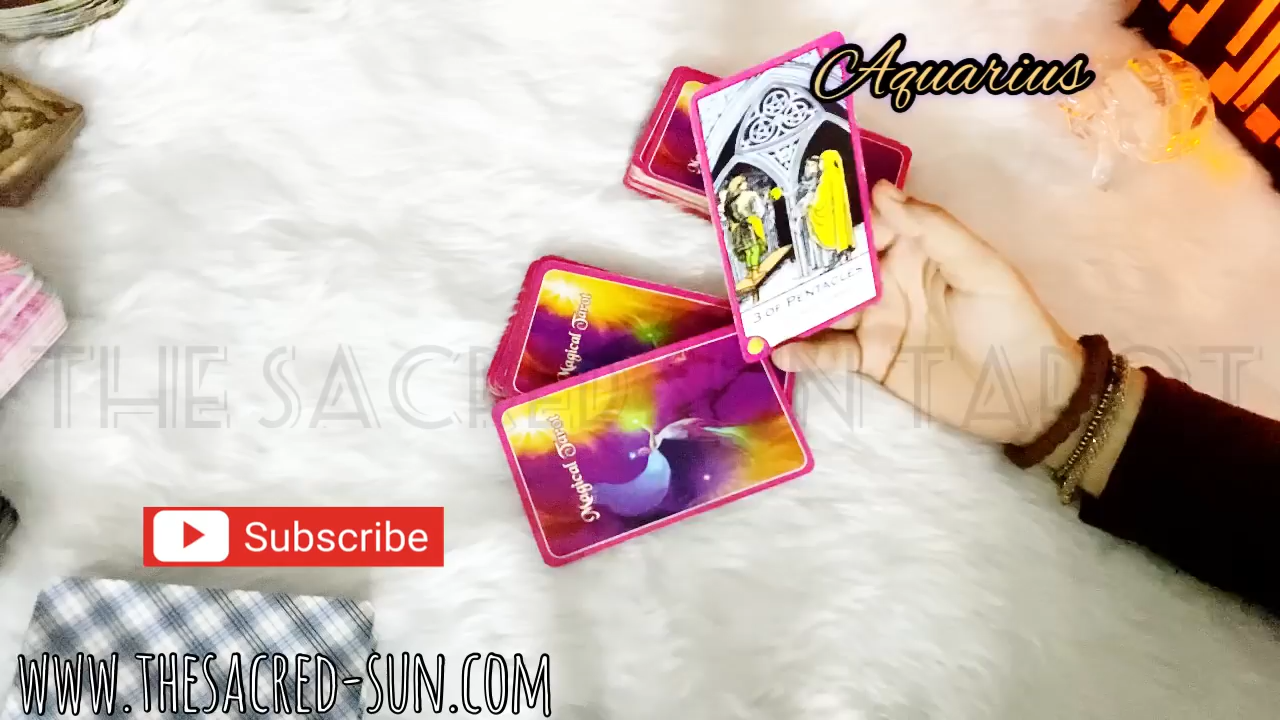 Aquarius
3 OF PENTACLES
Magical Tarot
THE SACRED SUN TAROT
Magical Tarot
Subscribe
www.thesacred-sun.com